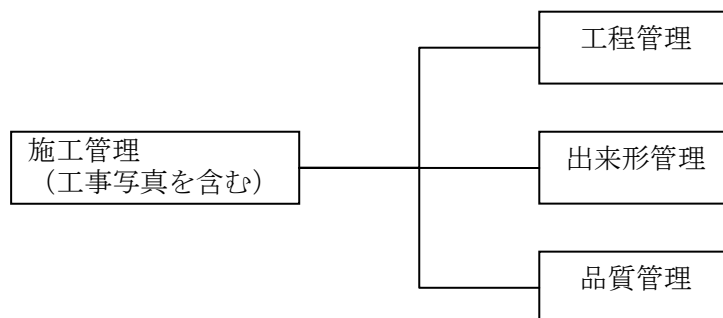 工程管理
施工管理
（工事写真を含む）
出来形管理
品質管理